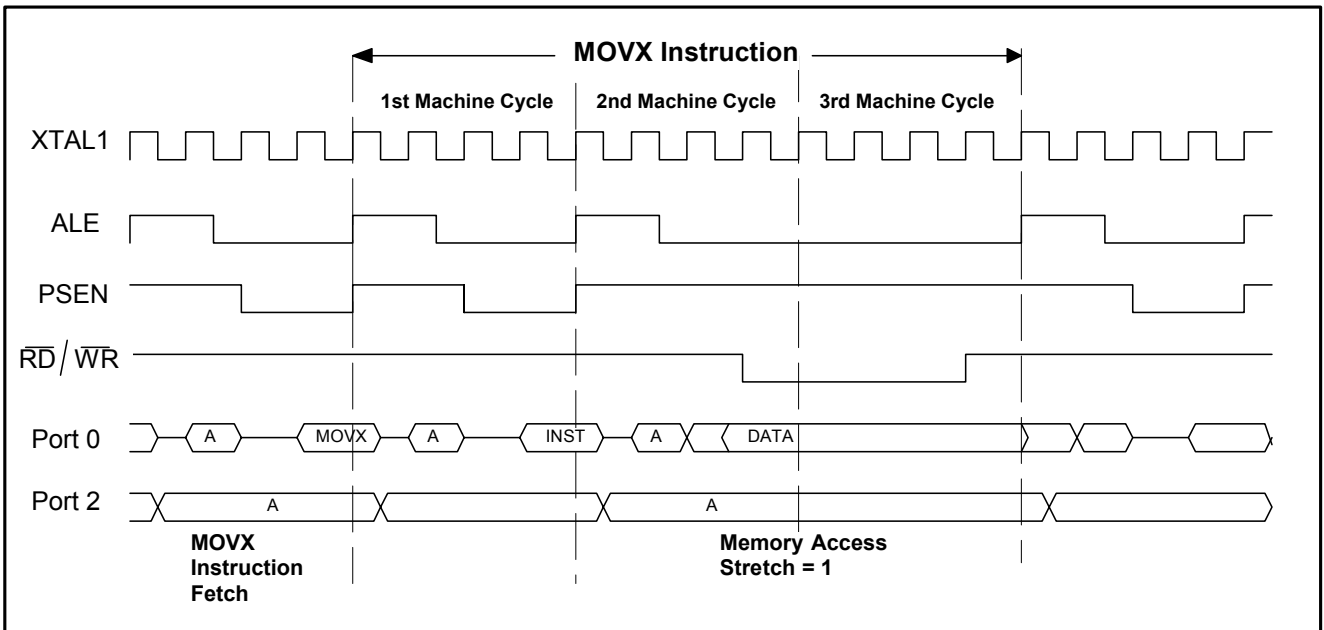 MOVX Instruction
1st Machine Cycle 2nd Machine Cycle 3rd Machine Cycle
XTAL1
ALE
PSEN
RD/WR
Port 0 A MOVX A INST A DATA
Port 2 A A
MOVX
Instruction
Fetch
Memory Access
Stretch = 1